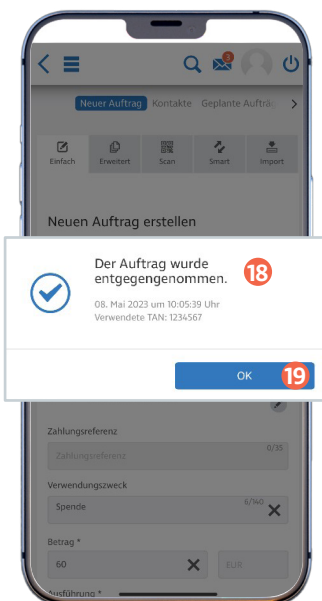 3
Neuer Auftrag Kontakte Geplante Aufträ
Einfach Erweitert Scan Smart Import
Neuen Auftrag erstellen
Der Auftrag wurde
entgegengenommen.
18
08. Mai 2023 um 10:05:39 Uhr
Verwendete TAN: 1234567
OK 19
Zahlungsreferenz
Zahlungsreferenz 0/35
Verwendungszweck
Spende 6/140
Betrag *
60 EUR
Ausführung *